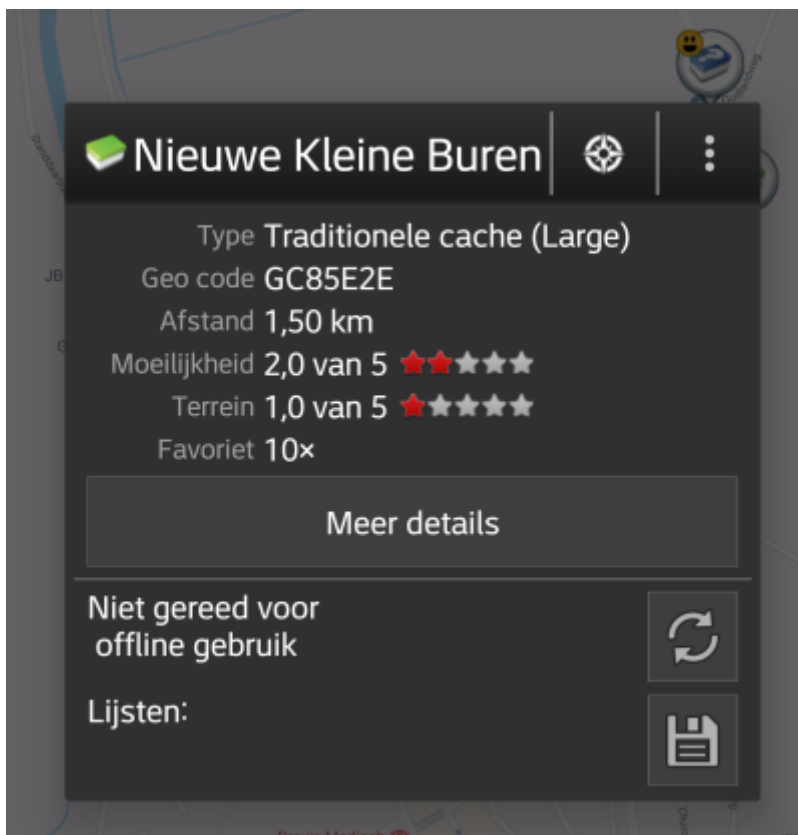 Nieuwe Kleine Buren
Type Traditionele cache (Large)
Geo code GC85E2E
Afstand 1,50 km
Moeilijkheid 2,0 van 5
Terrein 1,0 van 5
Favoriet 10×
Meer details
Niet gereed voor
offline gebruik
Lijsten: